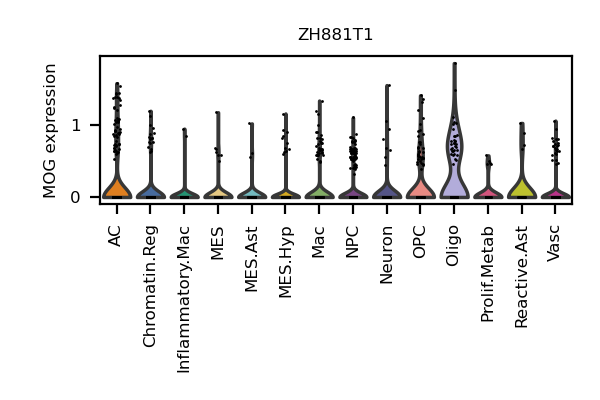 ZH881T1
MOG expression
1
0
AC
Chromatin.Reg
Inflammatory.Mac
MES
MES.Ast
MES.Hyp
Mac
NPC
Neuron
OPC
Oligo
Prolif.Metab
Reactive.Ast
Vasc